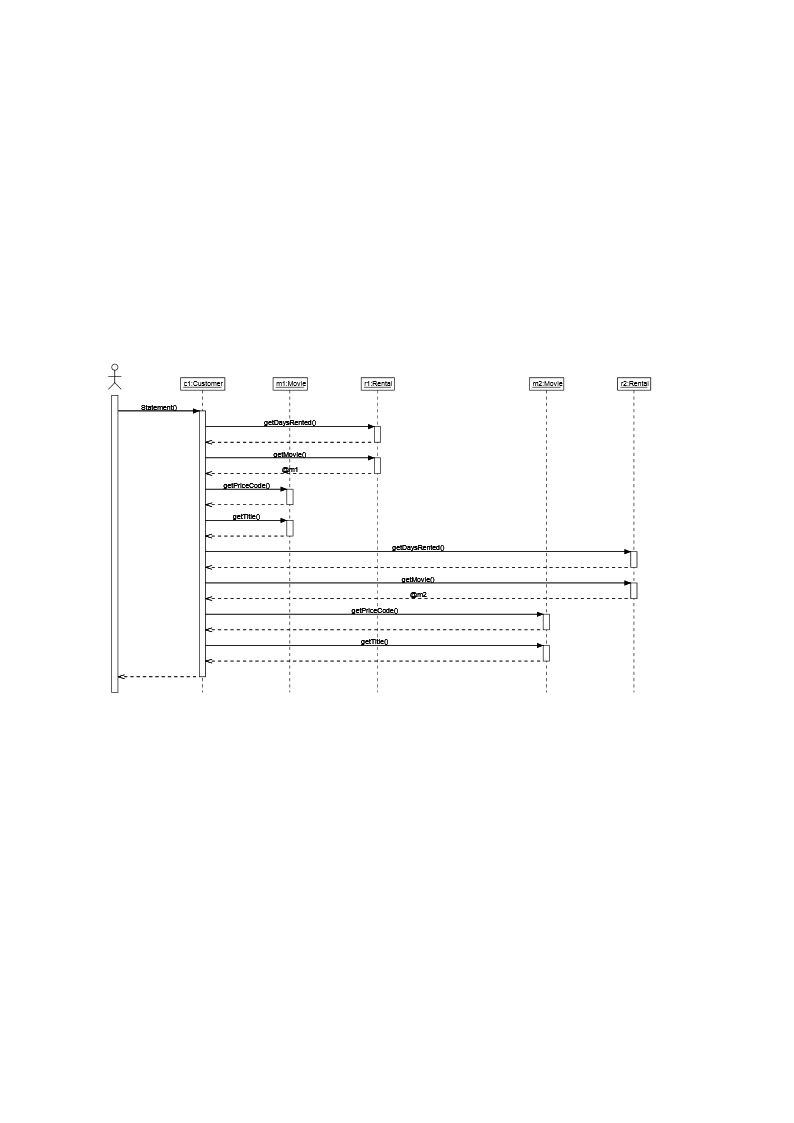 c1:Customer m1:Movie r1:Rental m2:Movie r2:Rental
Statement()
getDaysRented()
getMovie()
@m1
getPriceCode()
getTitle()
getDaysRented()
getMovie()
@m2
getPriceCode()
getTitle()